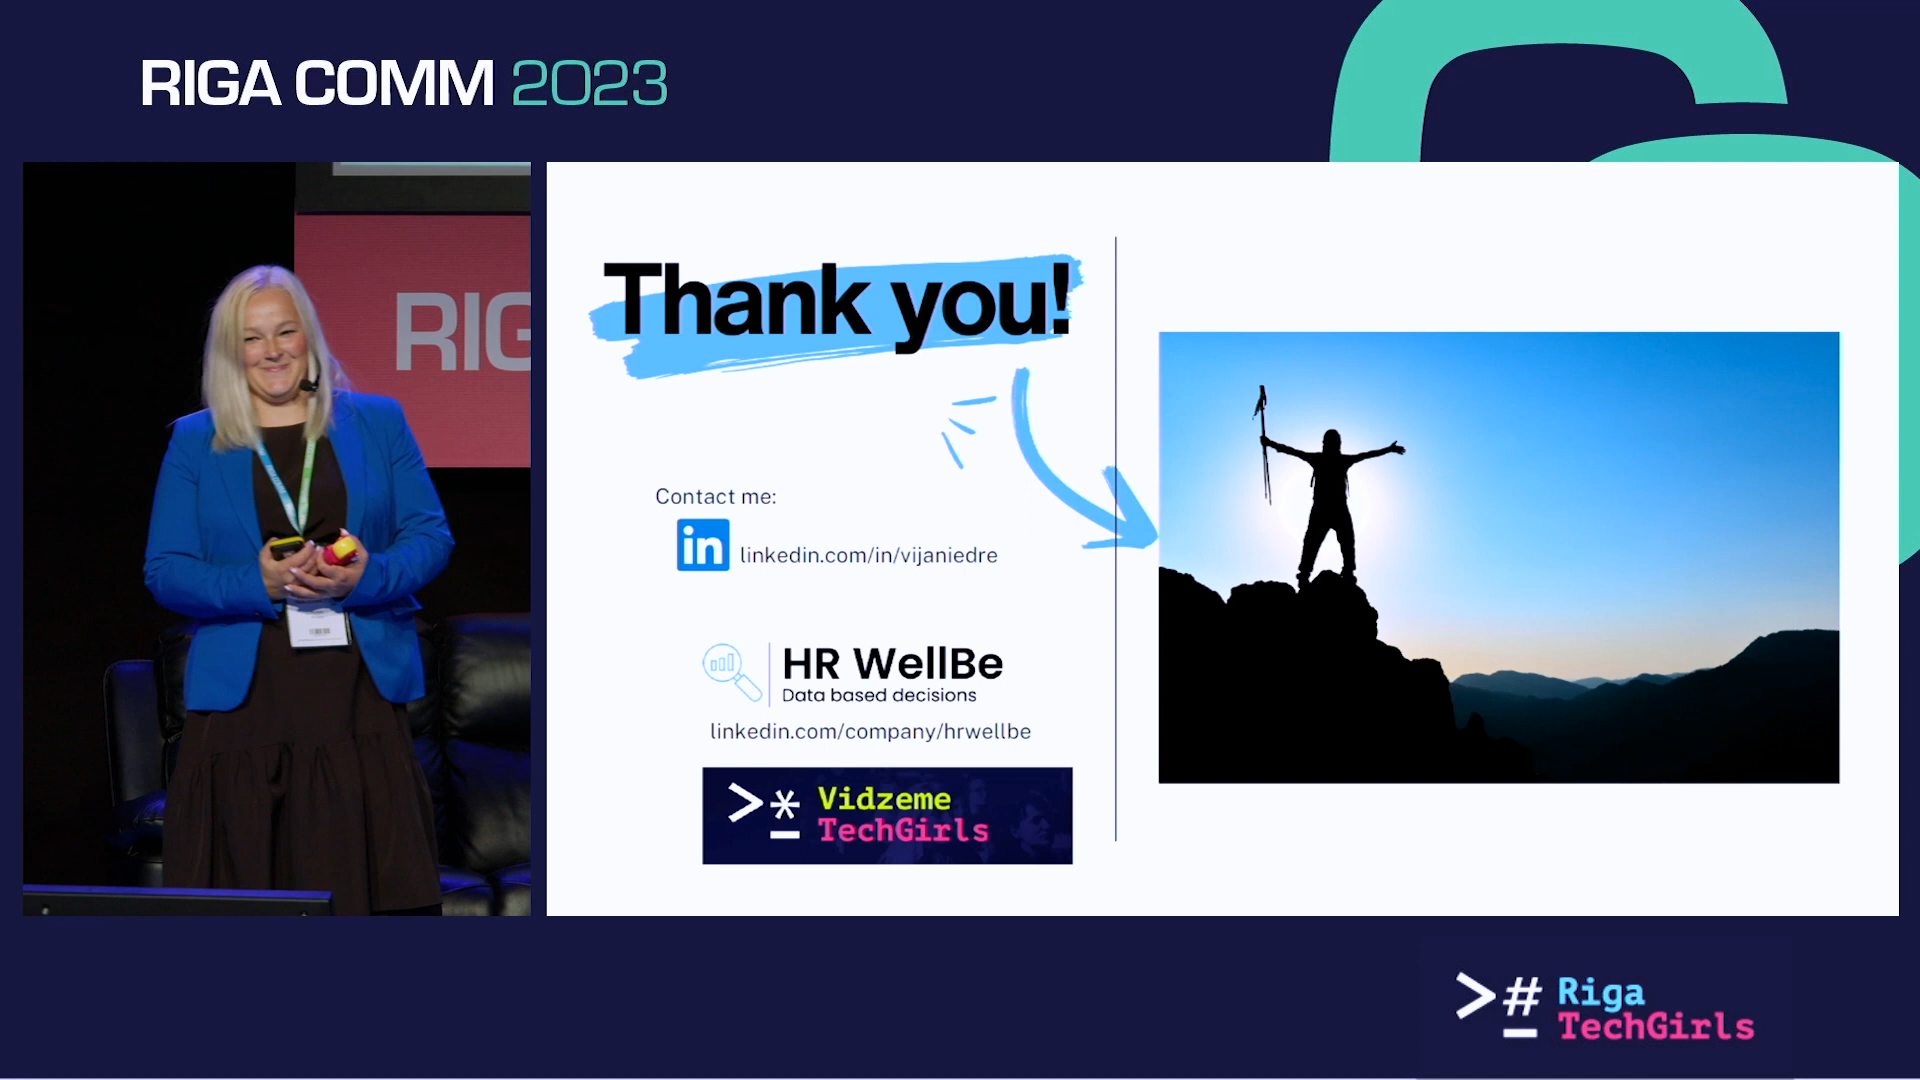 RIGA COMM 2023
RIG
Thank you!
Contact me:
in linkedin.com/in/vijaniedre
HR WellBe
Data based decisions
linkedin.com/company/hrwellbe
>*_ Vidzeme
TechGirls
>#_ Riga
TechGirls